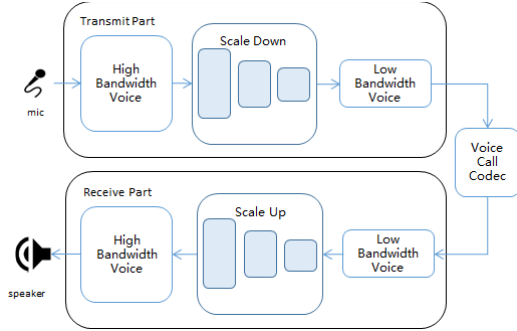 Transmit Part
High
Bandwidth
Voice
Scale Down
Low
Bandwidth
Voice
mic
Voice
Call
Codec
Receive Part
High
Bandwidth
Voice
Scale Up
Low
Bandwidth
Voice
speaker